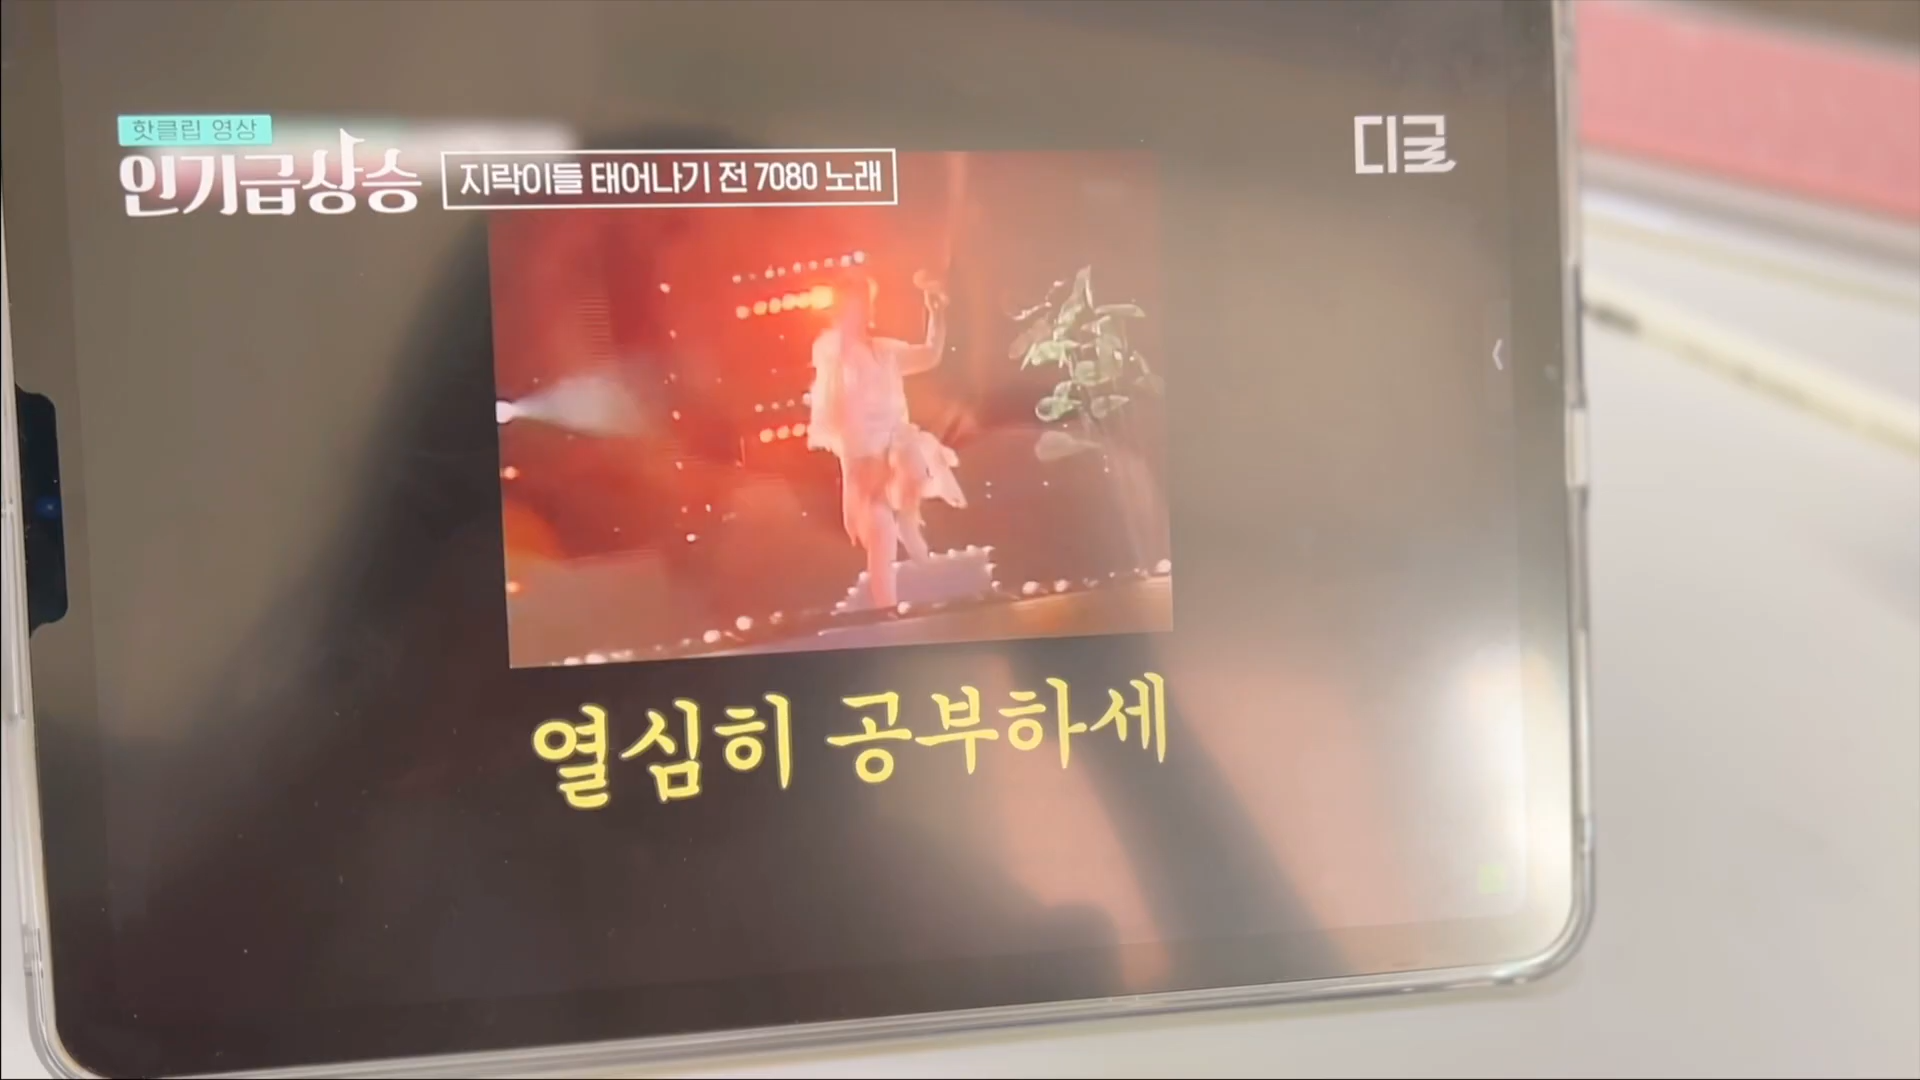 핫클립 영상
인기급상승
지락이들 태어나기 전 7080 노래
디글
열심히 공부하세